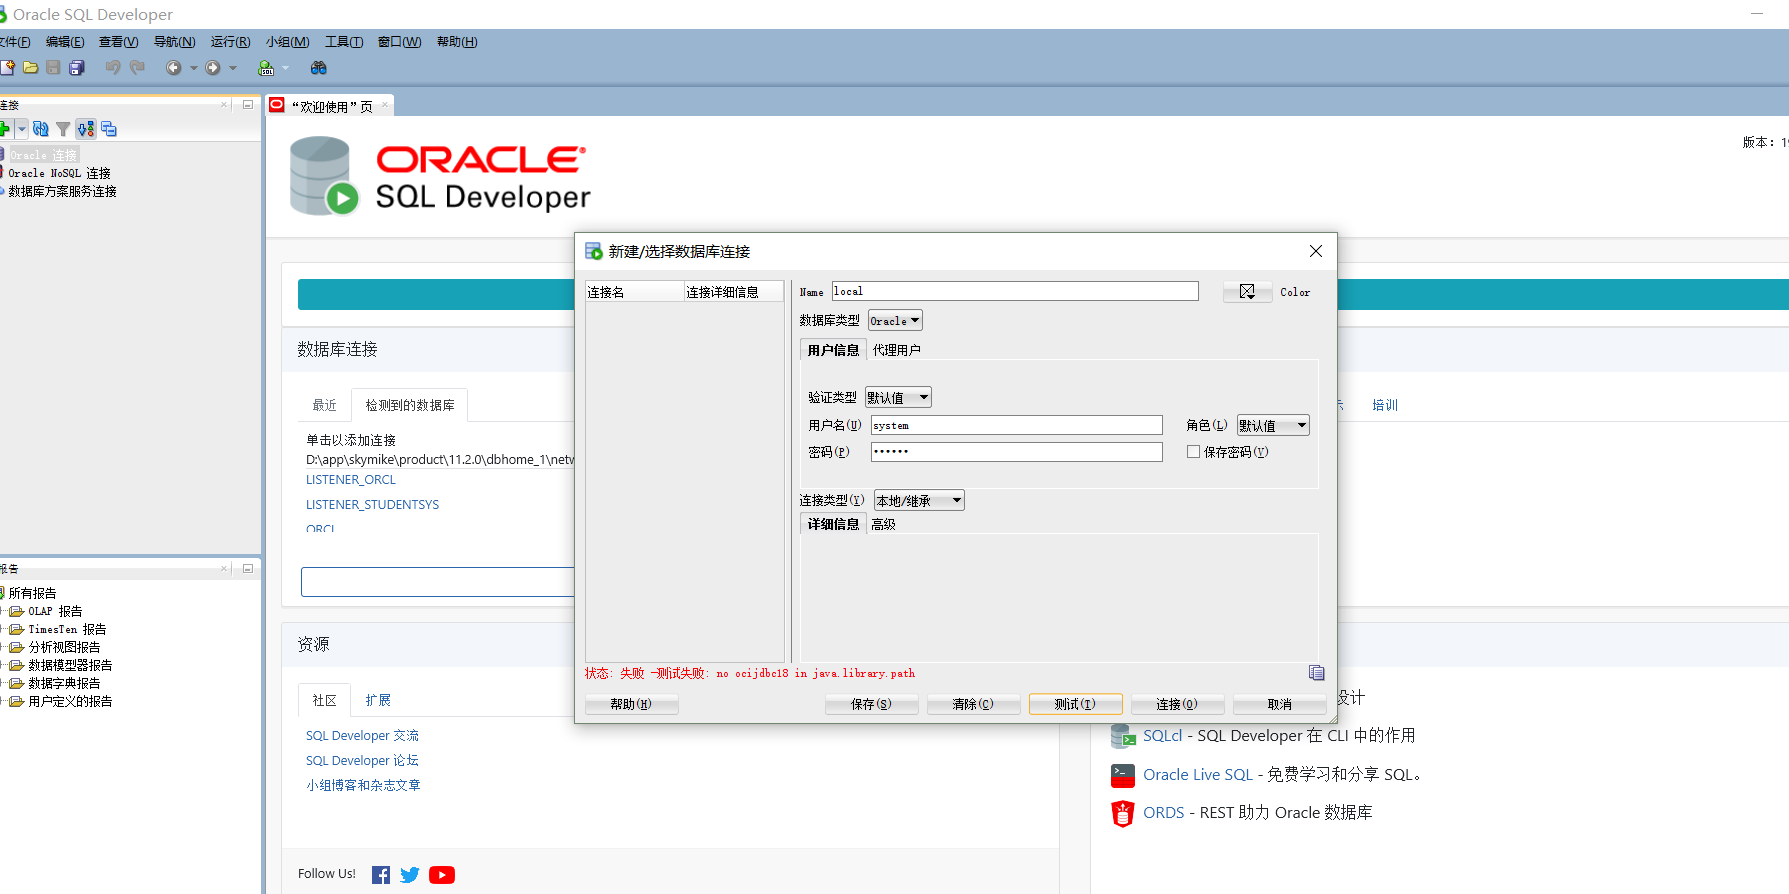 Oracle SQL Developer
文件(F) 编辑(E) 查看(V) 导航(N) 运行(R) 小组(M) 工具(T) 窗口(W) 帮助(H)
连接
Oracle 连接
Oracle NoSQL 连接
数据库方案服务连接
“欢迎使用”页
ORACLE
SQL Developer
版本：19
数据库连接
最近 检测到的数据库
单击以添加连接
D:\app\skymike\product\11.2.0\dbhome_1\netw
LISTENER_ORCL
LISTENER_STUDENTSYS
ORCL
培训
新建/选择数据库连接
连接名 连接详细信息
Name local
Color
数据库类型 Oracle
用户信息 代理用户
验证类型 默认值
用户名(U) system
角色(L) 默认值
密码(P) ••••••
保存密码(V)
连接类型(Y) 本地/继承
详细信息 高级
状态: 失败 -测试失败: no ocijdbc18 in java.library.path
帮助(H) 保存(S) 清除(C) 测试(T) 连接(O) 取消
报告
所有报告
OLAP 报告
TimesTen 报告
分析视图报告
数据模型器报告
数据字典报告
用户定义的报告
资源
社区 扩展
SQL Developer 交流
SQL Developer 论坛
小组博客和杂志文章
Follow Us!
设计
SQLcl - SQL Developer 在 CLI 中的作用
Oracle Live SQL - 免费学习和分享 SQL。
ORDS - REST 助力 Oracle 数据库